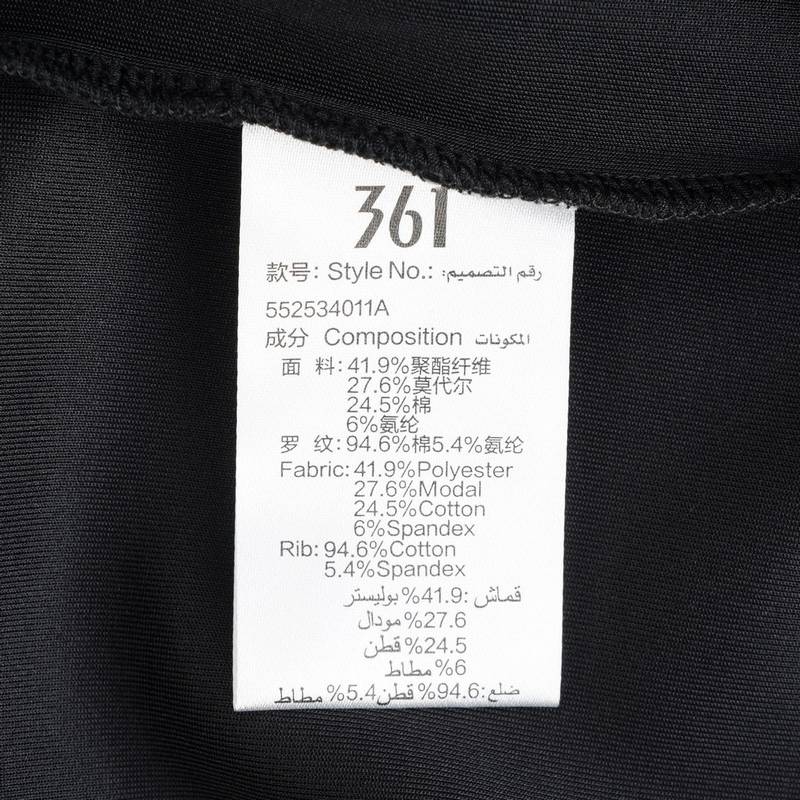 361
款号: Style No.: رقم التصميم:
552534011A
成分 Composition المكونات
面 料: 41.9%聚酯纤维
27.6%莫代尔
24.5%棉
6%氨纶
罗 纹: 94.6%棉5.4%氨纶
Fabric: 41.9%Polyester
27.6%Modal
24.5%Cotton
6%Spandex
Rib: 94.6%Cotton
5.4%Spandex
قماش :41.9%بوليستر
27.6%مودال
24.5%قطن
6%مطاط
ضلع:94.6%قطن5.4%مطاط